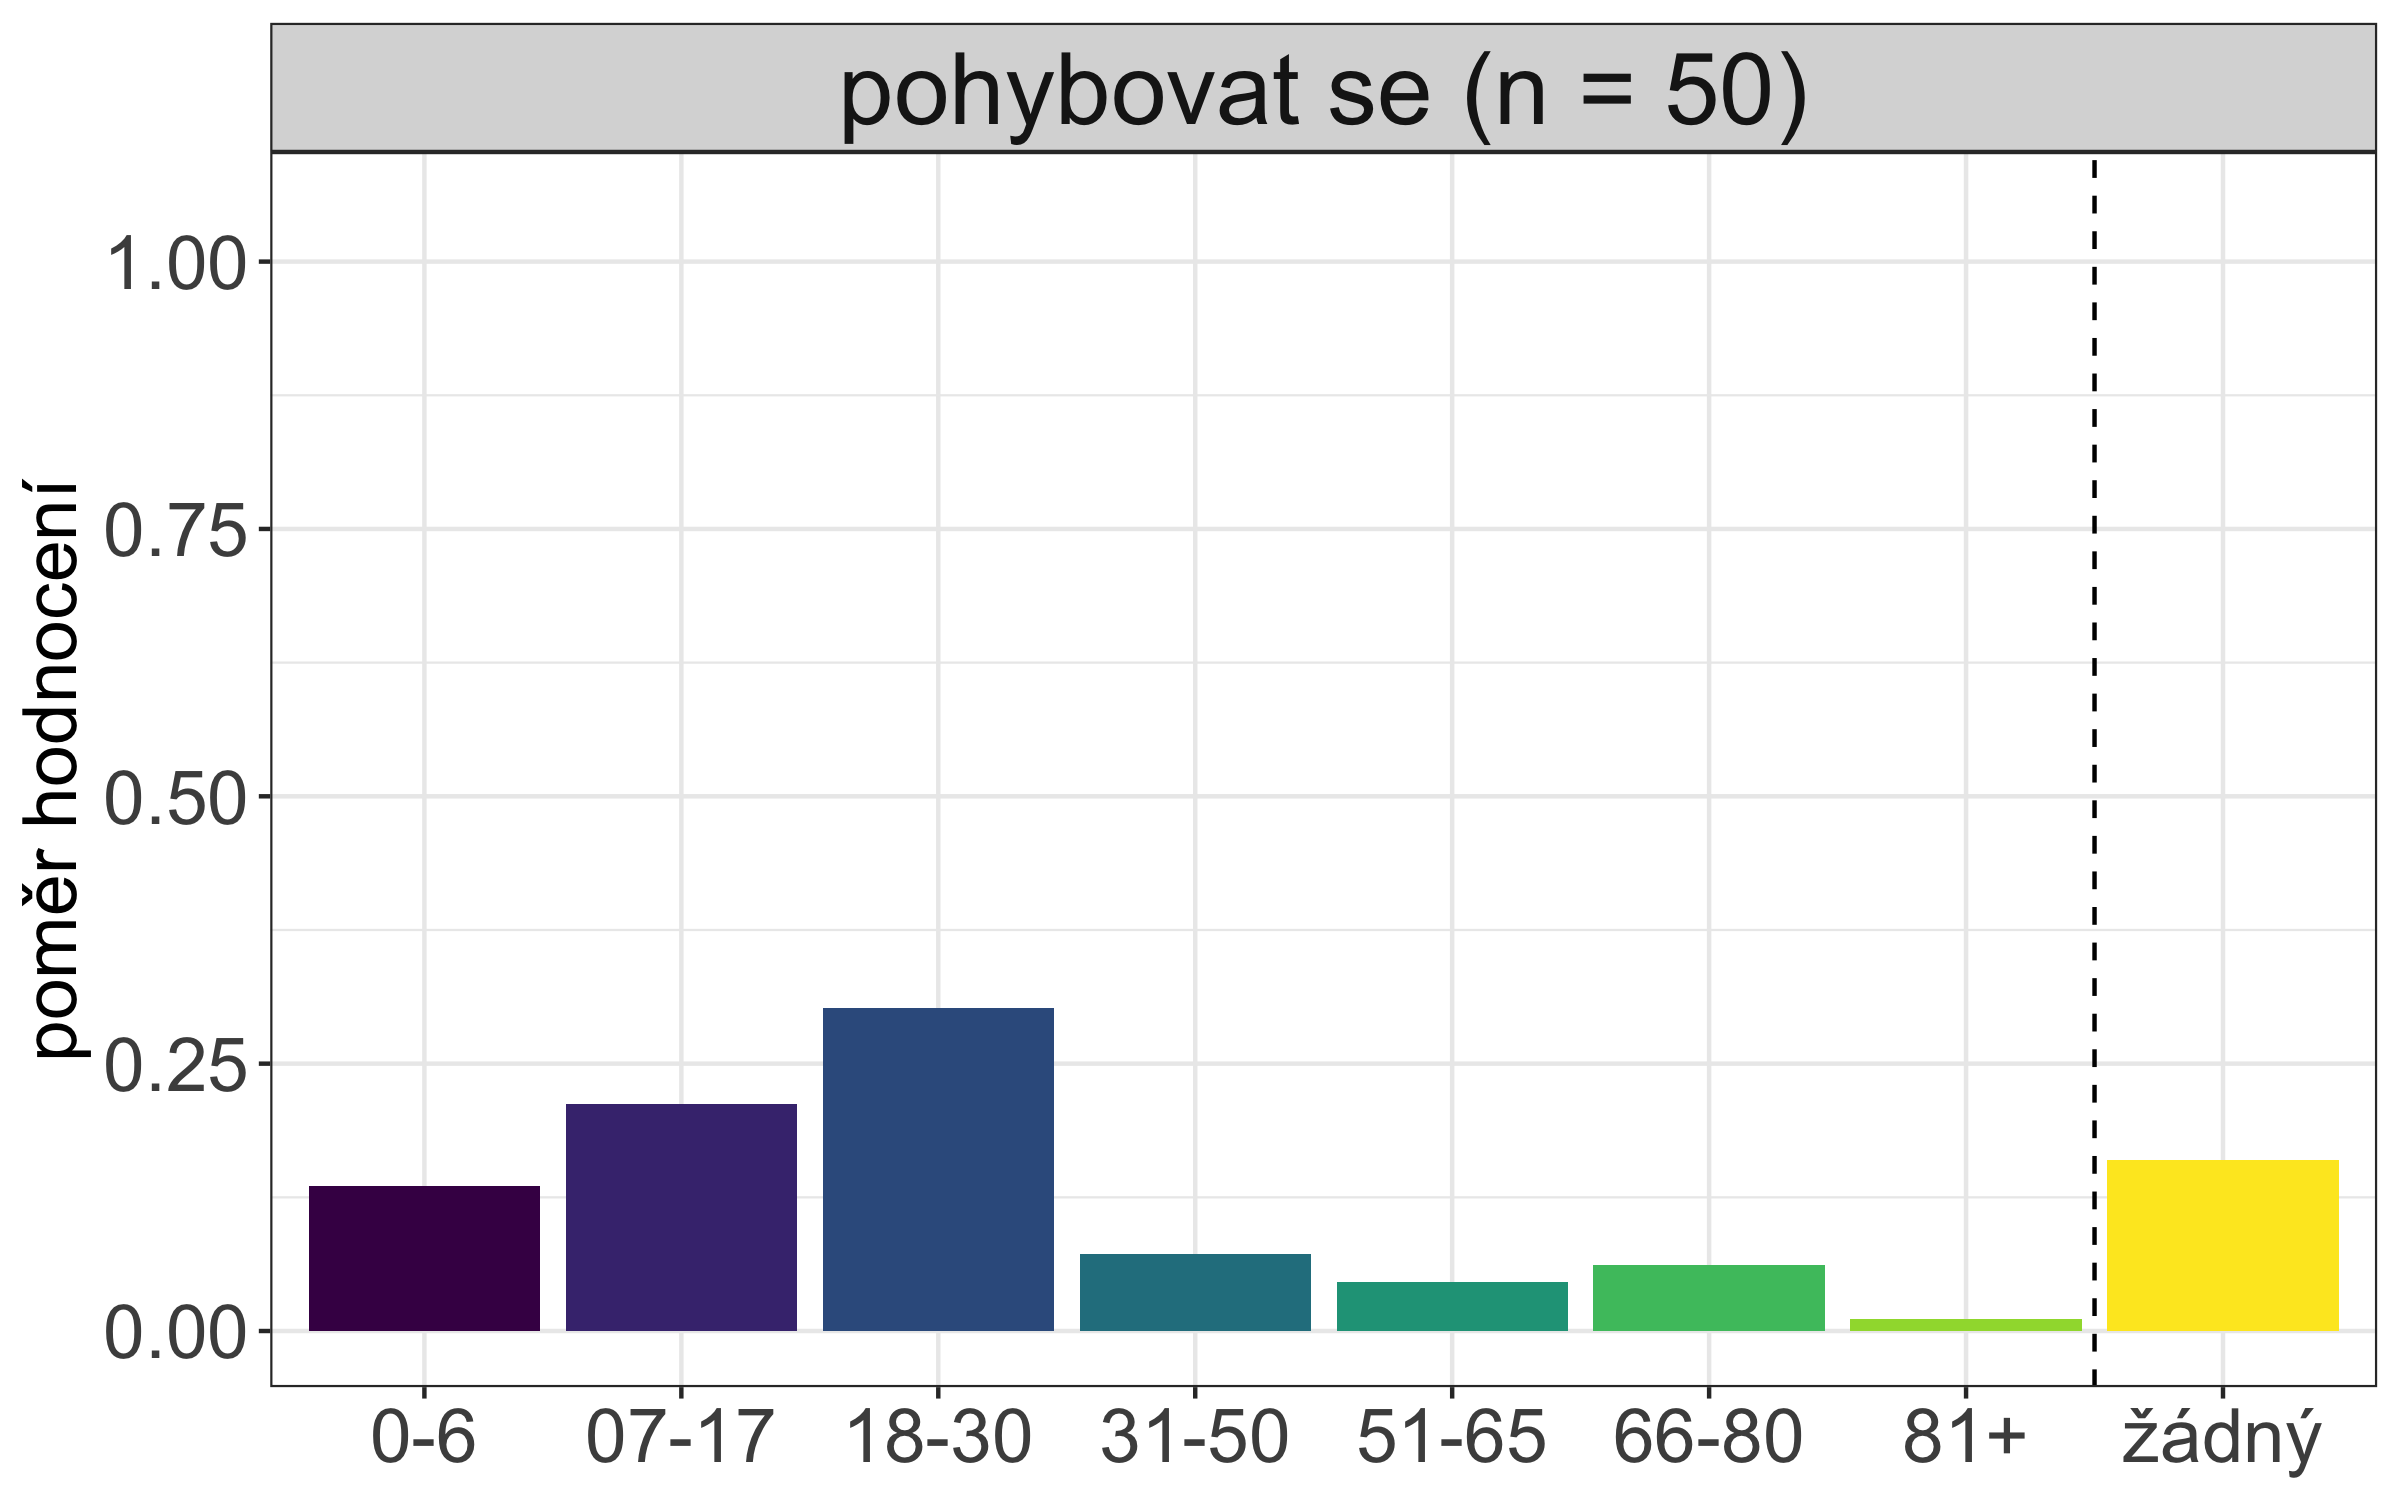 pohybovat se (n = 50)
poměr hodnocení
1.00
0.75
0.50
0.25
0.00
0-6 07-17 18-30 31-50 51-65 66-80 81+ žádný